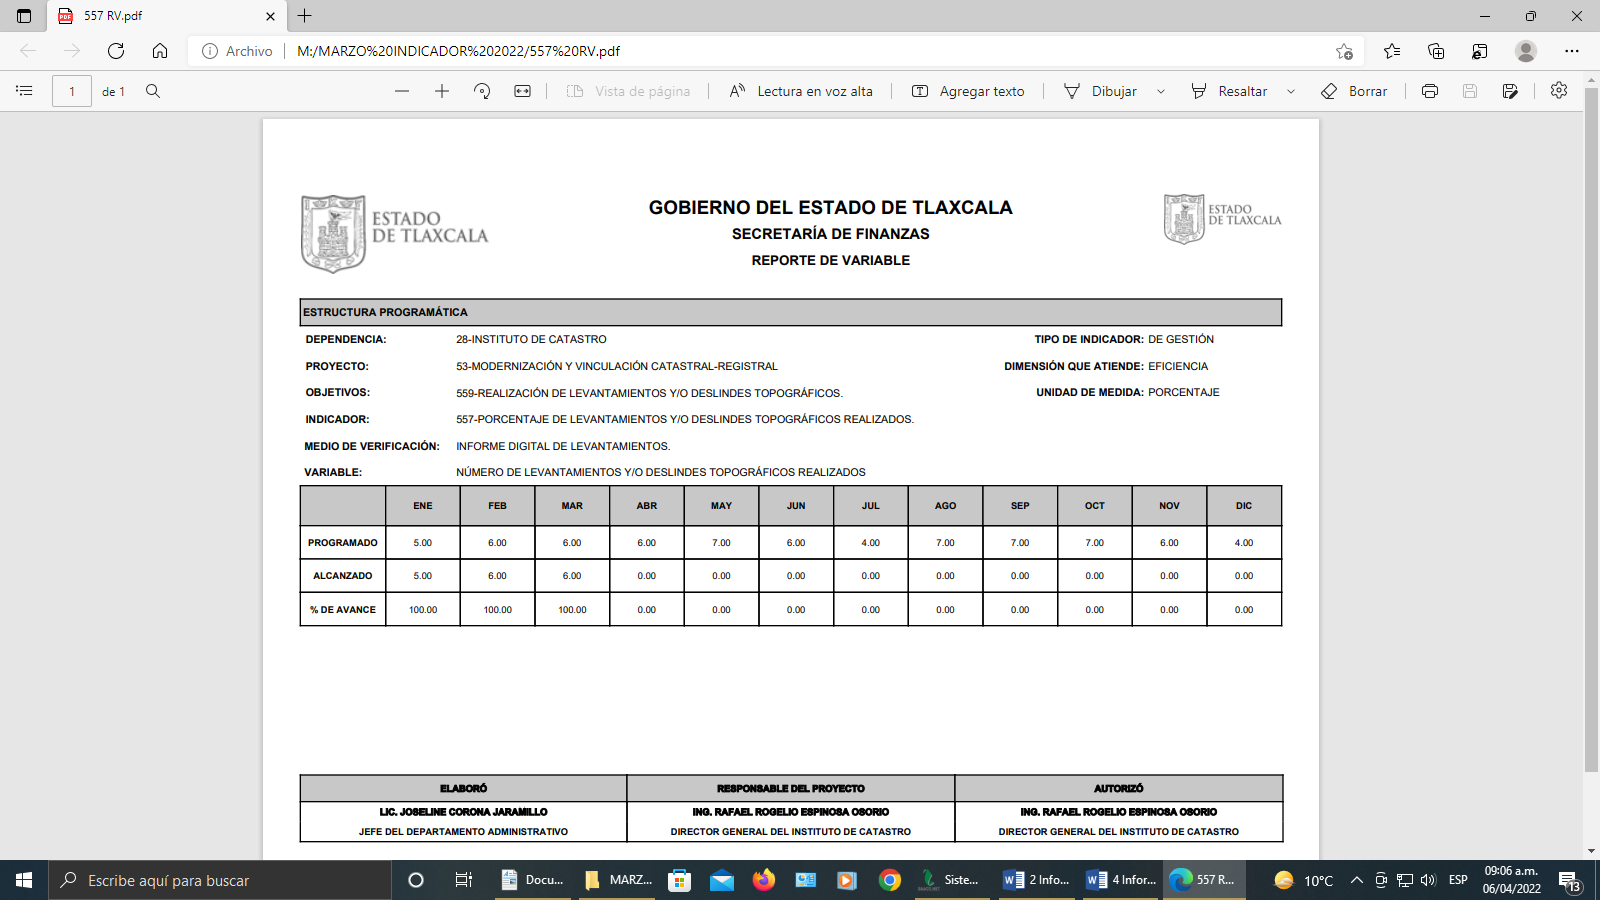 557 RV.pdf
Archivo M:/MARZO%20INDICADOR%202022/557%20RV.pdf
1 de 1 Vista de página Lectura en voz alta Agregar texto Dibujar Resaltar Borrar
ESTADO DE TLAXCALA
GOBIERNO DEL ESTADO DE TLAXCALA
SECRETARÍA DE FINANZAS
REPORTE DE VARIABLE
ESTADO DE TLAXCALA
ESTRUCTURA PROGRAMÁTICA
DEPENDENCIA: 28-INSTITUTO DE CATASTRO TIPO DE INDICADOR: DE GESTIÓN
PROYECTO: 53-MODERNIZACIÓN Y VINCULACIÓN CATASTRAL-REGISTRAL DIMENSIÓN QUE ATIENDE: EFICIENCIA
OBJETIVOS: 559-REALIZACIÓN DE LEVANTAMIENTOS Y/O DESLINDES TOPOGRÁFICOS. UNIDAD DE MEDIDA: PORCENTAJE
INDICADOR: 557-PORCENTAJE DE LEVANTAMIENTOS Y/O DESLINDES TOPOGRÁFICOS REALIZADOS.
MEDIO DE VERIFICACIÓN: INFORME DIGITAL DE LEVANTAMIENTOS.
VARIABLE: NÚMERO DE LEVANTAMIENTOS Y/O DESLINDES TOPOGRÁFICOS REALIZADOS
ENE FEB MAR ABR MAY JUN JUL AGO SEP OCT NOV DIC
PROGRAMADO 5.00 6.00 6.00 6.00 7.00 6.00 4.00 7.00 7.00 7.00 6.00 4.00
ALCANZADO 5.00 6.00 6.00 0.00 0.00 0.00 0.00 0.00 0.00 0.00 0.00 0.00
% DE AVANCE 100.00 100.00 100.00 0.00 0.00 0.00 0.00 0.00 0.00 0.00 0.00 0.00
ELABORÓ RESPONSABLE DEL PROYECTO AUTORIZÓ
LIC. JOSELINE CORONA JARAMILLO ING. RAFAEL ROGELIO ESPINOSA OSORIO ING. RAFAEL ROGELIO ESPINOSA OSORIO
JEFE DEL DEPARTAMENTO ADMINISTRATIVO DIRECTOR GENERAL DEL INSTITUTO DE CATASTRO DIRECTOR GENERAL DEL INSTITUTO DE CATASTRO
Escribe aquí para buscar Docu... MARZ... Siste... 2 Info... 4 Infor... 557 R... 10°C ESP 09:06 a.m.
06/04/2022 13